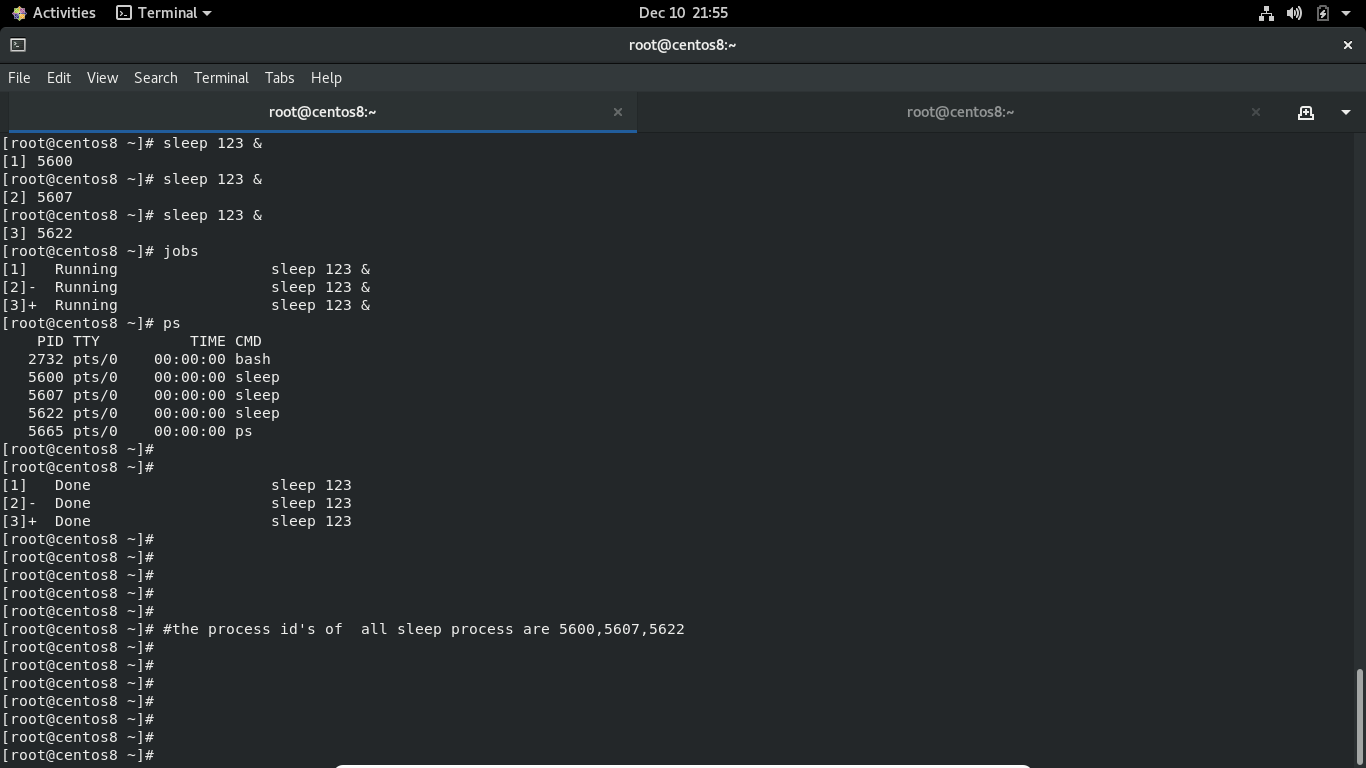 Activities Terminal Dec 10 21:55
root@centos8:~
File Edit View Search Terminal Tabs Help
root@centos8:~ root@centos8:~
[root@centos8 ~]# sleep 123 &
[1] 5600
[root@centos8 ~]# sleep 123 &
[2] 5607
[root@centos8 ~]# sleep 123 &
[3] 5622
[root@centos8 ~]# jobs
[1]   Running                 sleep 123 &
[2]-  Running                 sleep 123 &
[3]+  Running                 sleep 123 &
[root@centos8 ~]# ps
    PID TTY          TIME CMD
   2732 pts/0    00:00:00 bash
   5600 pts/0    00:00:00 sleep
   5607 pts/0    00:00:00 sleep
   5622 pts/0    00:00:00 sleep
   5665 pts/0    00:00:00 ps
[root@centos8 ~]#
[root@centos8 ~]#
[1]   Done                    sleep 123
[2]-  Done                    sleep 123
[3]+  Done                    sleep 123
[root@centos8 ~]#
[root@centos8 ~]#
[root@centos8 ~]#
[root@centos8 ~]#
[root@centos8 ~]#
[root@centos8 ~]# #the process id's of  all sleep process are 5600,5607,5622
[root@centos8 ~]#
[root@centos8 ~]#
[root@centos8 ~]#
[root@centos8 ~]#
[root@centos8 ~]#
[root@centos8 ~]#
[root@centos8 ~]#